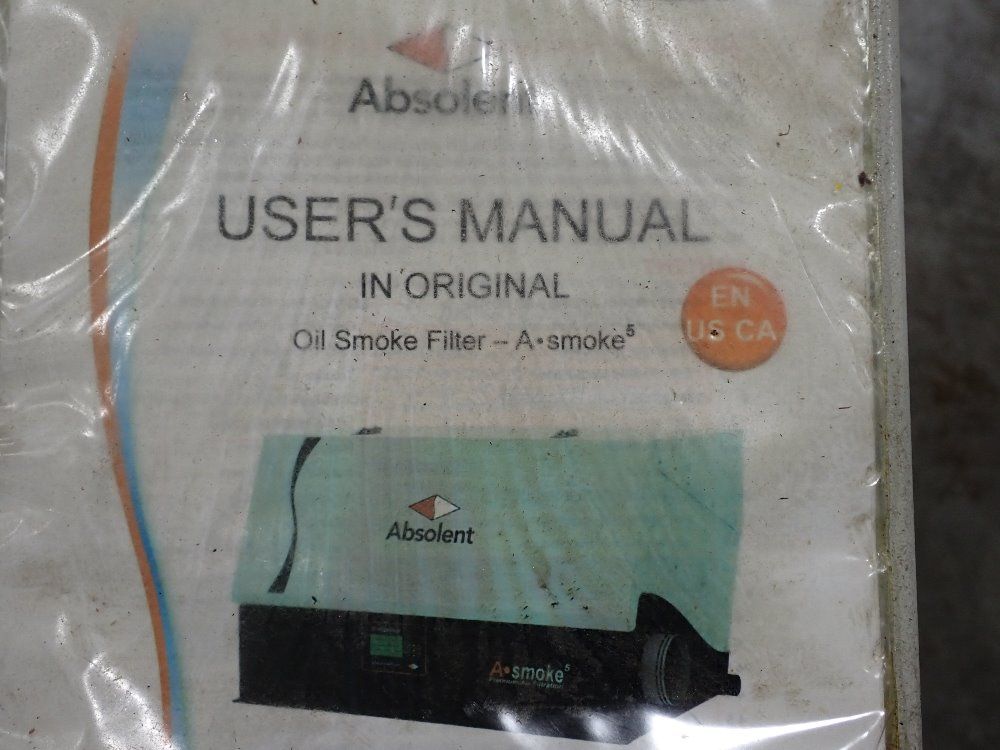 Absolent
USER'S MANUAL
IN ORIGINAL
EN
US CA
Oil Smoke Filter – A•smoke⁵
Absolent
A•smoke⁵